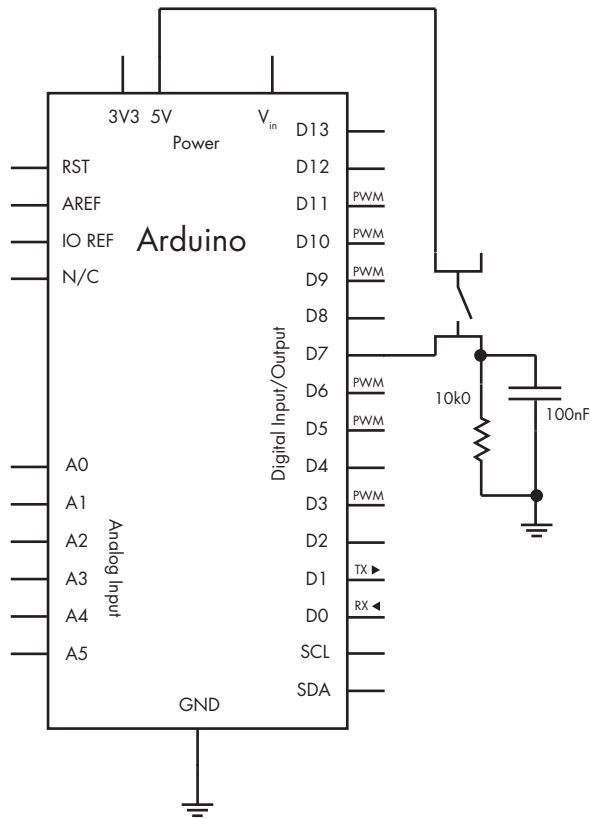 3V3 5V
V in
Power
D13
RST
D12
AREF
D11 PWM
IO REF
Arduino
D10 PWM
N/C
D9 PWM
D8
D7
D6 PWM
10k0
100nF
D5 PWM
Digital Input/Output
A0
D4
A1
D3 PWM
A2
D2
Analog Input
A3
D1 TX ▶
A4
D0 RX ◀
A5
SCL
SDA
GND